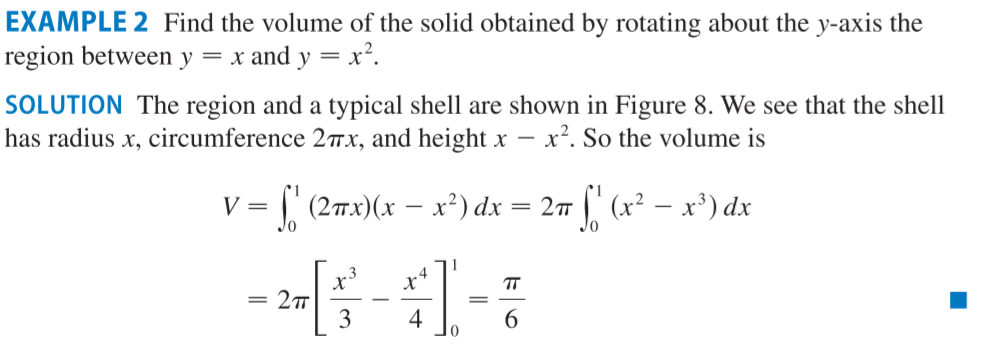 EXAMPLE 2 Find the volume of the solid obtained by rotating about the y-axis the
region between y = x and y = x².
SOLUTION The region and a typical shell are shown in Figure 8. We see that the shell
has radius x, circumference 2πx, and height x − x². So the volume is
V = ∫₀¹ (2πx)(x − x²) dx = 2π ∫₀¹ (x² − x³) dx
= 2π[x³/3 − x⁴/4]₀¹ = π/6